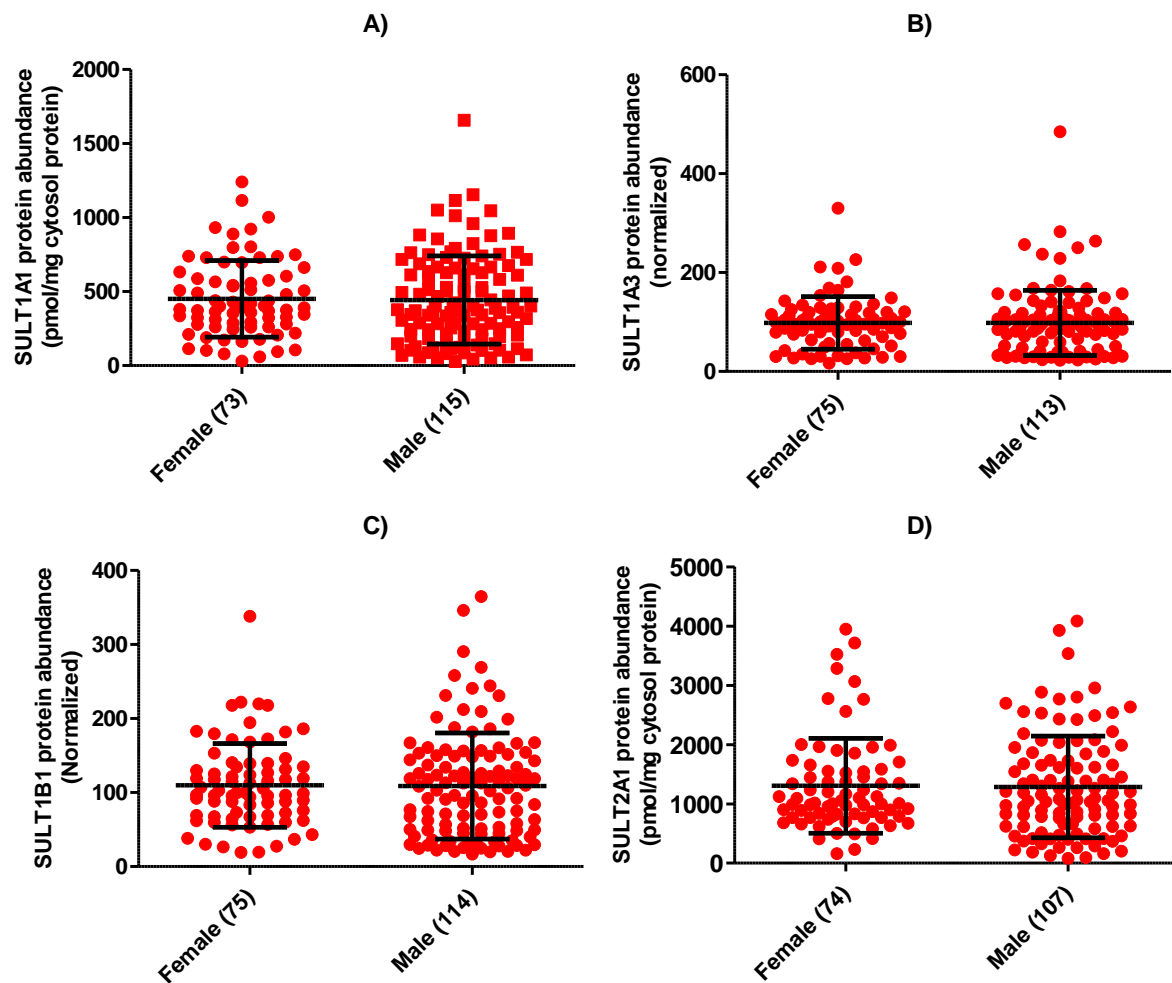 A)
SULT1A1 protein abundance
(pmol/mg cytosol protein)
2000
1500
1000
500
0
Female (73)
Male (115)
B)
SULT1A3 protein abundance
(normalized)
600
400
200
0
Female (75)
Male (113)
C)
SULT1B1 protein abundance
(Normalized)
400
300
200
100
0
Female (75)
Male (114)
D)
SULT2A1 protein abundance
(pmol/mg cytosol protein)
5000
4000
3000
2000
1000
0
Female (74)
Male (107)